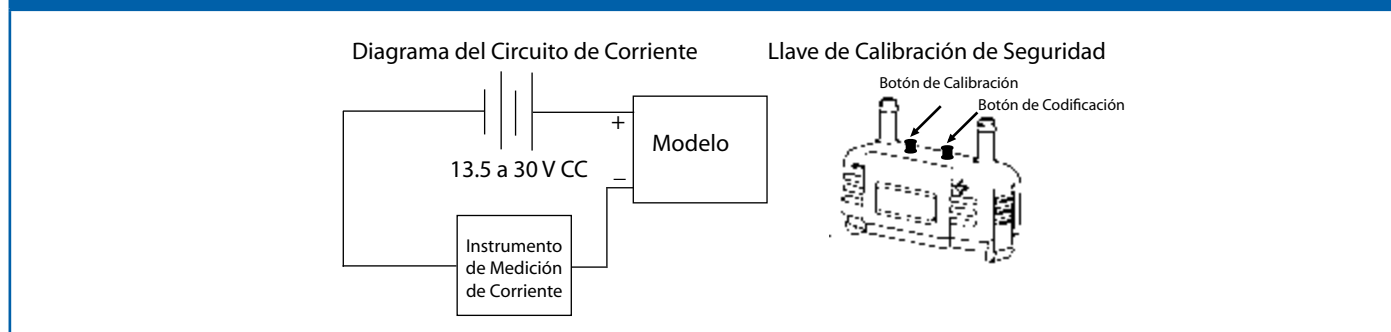 Diagrama del Circuito de Corriente
13.5 a 30 V CC
+
−
Modelo
Instrumento
de Medición
de Corriente
Llave de Calibración de Seguridad
Botón de Calibración
Botón de Codificación